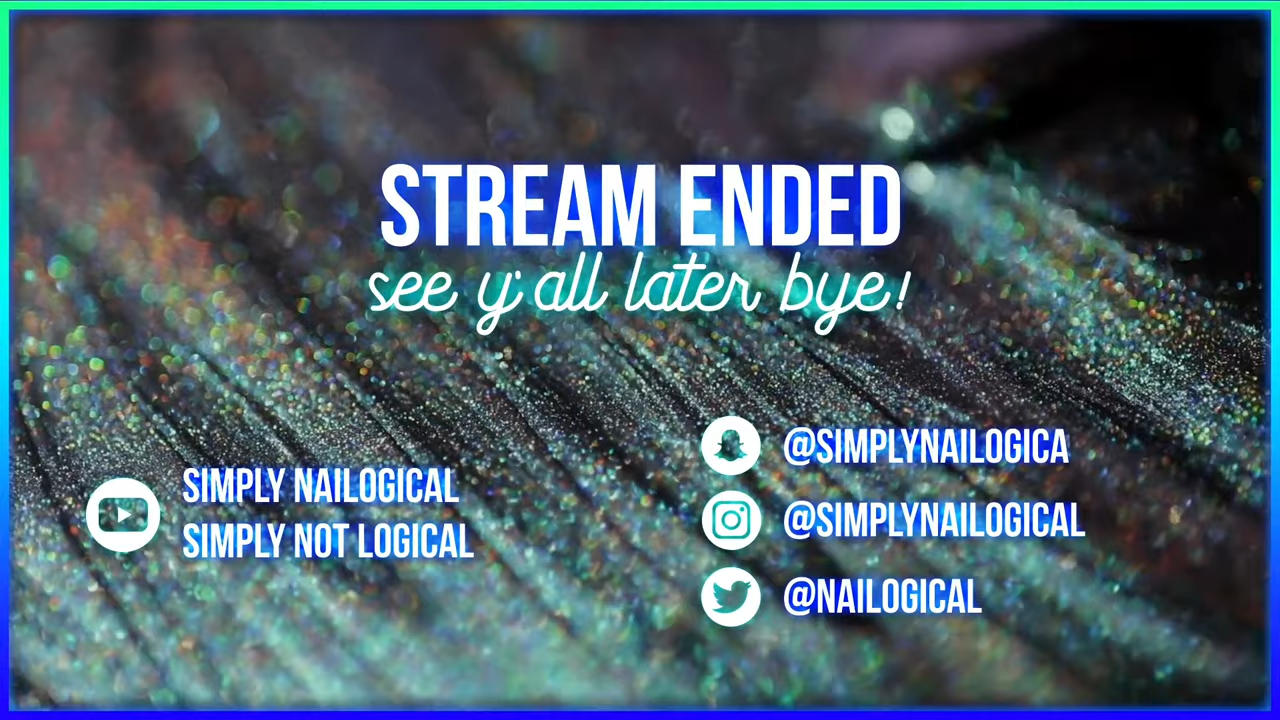 STREAM ENDED
see y'all later bye!
SIMPLY NAILOGICAL
SIMPLY NOT LOGICAL
@SIMPLYNAILOGICA
@SIMPLYNAILOGICAL
@NAILOGICAL